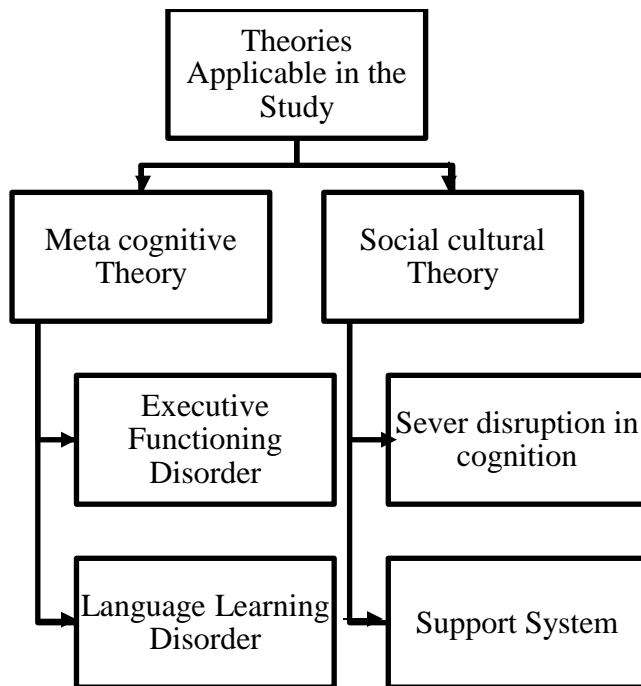 Theories
Applicable in the
Study
Meta cognitive
Theory
Social cultural
Theory
Executive
Functioning
Disorder
Sever disruption in
cognition
Language Learning
Disorder
Support System